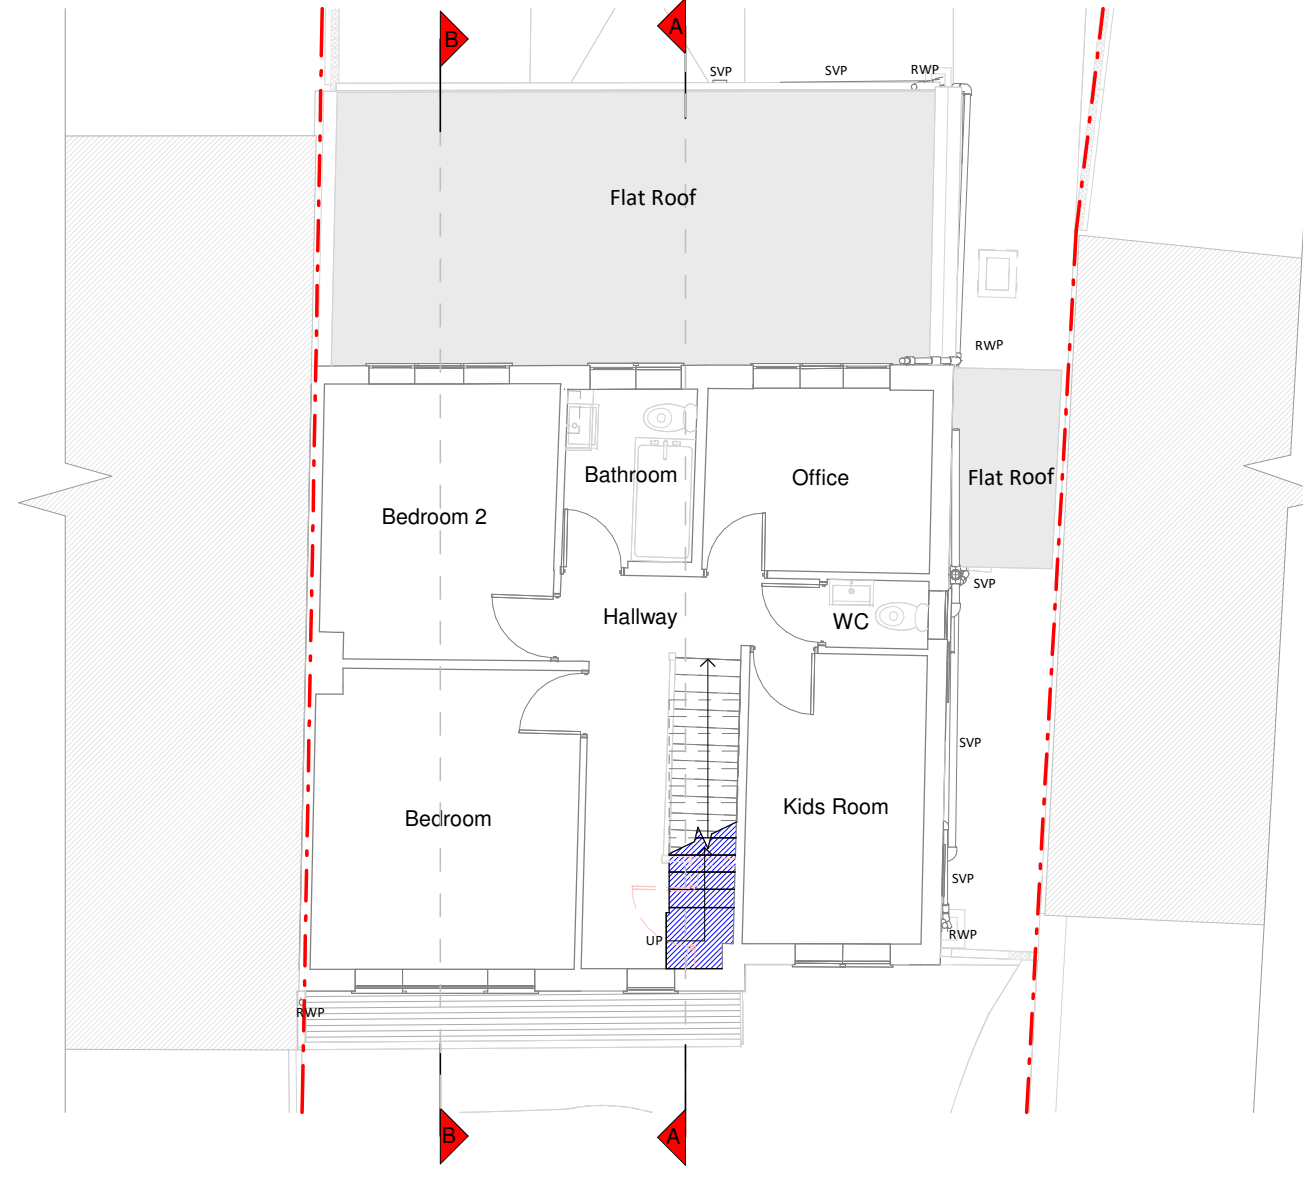 B
A
SVP
SVP
RWP
Flat Roof
RWP
Bathroom
Office
Flat Roof
Bedroom 2
SVP
Hallway
WC
SVP
Kids Room
Bedroom
SVP
RWP
UP
RWP
B
A